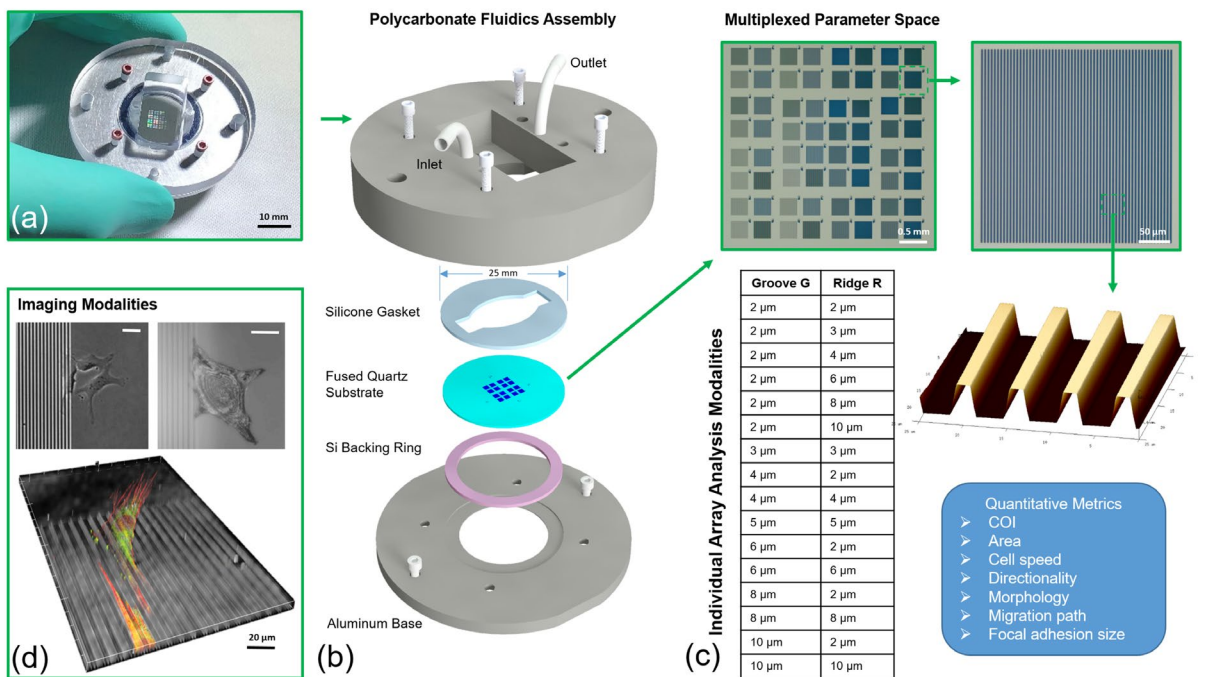 Polycarbonate Fluidics Assembly
Multiplexed Parameter Space
Outlet
Inlet
10 mm
(a)
0.5 mm
50 µm
25 mm
Silicone Gasket
Fused Quartz
Substrate
Si Backing Ring
Aluminum Base
(b)
Imaging Modalities
20 µm
(d)
Individual Array Analysis Modalities
Groove G Ridge R
2 µm 2 µm
2 µm 3 µm
2 µm 4 µm
2 µm 6 µm
2 µm 8 µm
2 µm 10 µm
3 µm 3 µm
4 µm 2 µm
4 µm 4 µm
5 µm 5 µm
6 µm 2 µm
6 µm 6 µm
8 µm 2 µm
8 µm 8 µm
10 µm 2 µm
10 µm 10 µm
(c)
Quantitative Metrics
➢ COI
➢ Area
➢ Cell speed
➢ Directionality
➢ Morphology
➢ Migration path
➢ Focal adhesion size